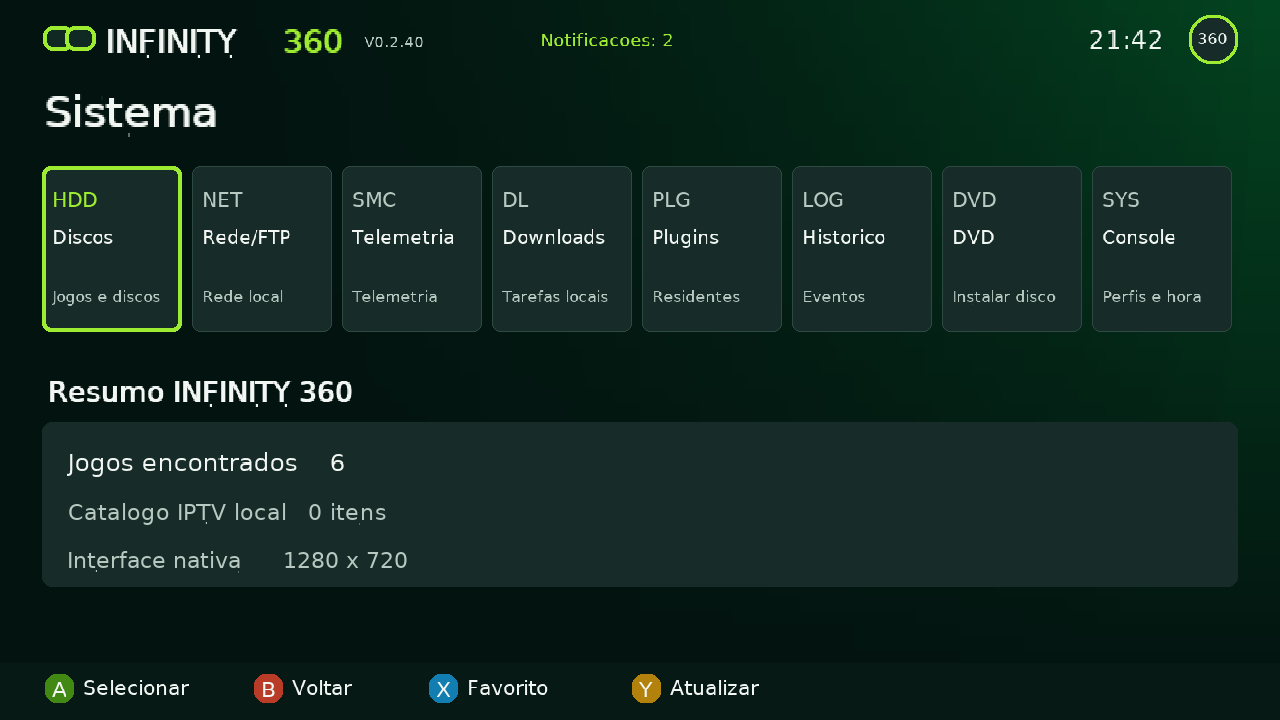 INFINITY 360 V0.2.40 Notificacoes: 2 21:42 360
Sistema
HDD NET SMC DL PLG LOG DVD SYS
Discos Rede/FTP Telemetria Downloads Plugins Historico DVD Console
Jogos e discos Rede local Telemetria Tarefas locais Residentes Eventos Instalar disco Perfis e hora
Resumo INFINITY 360
Jogos encontrados 6
Catalogo IPTV local 0 itens
Interface nativa 1280 x 720
A Selecionar B Voltar X Favorito Y Atualizar